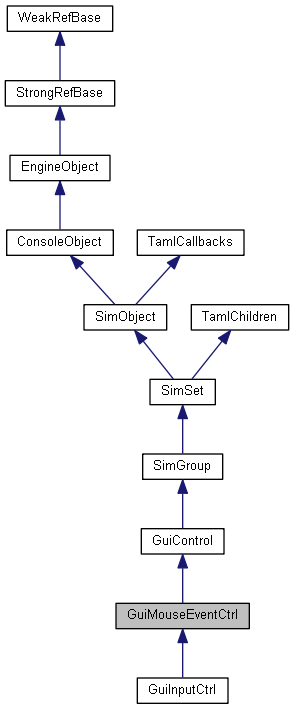 WeakRefBase
StrongRefBase
EngineObject
ConsoleObject
TamlCallbacks
SimObject
TamlChildren
SimSet
SimGroup
GuiControl
GuiMouseEventCtrl
GuiInputCtrl